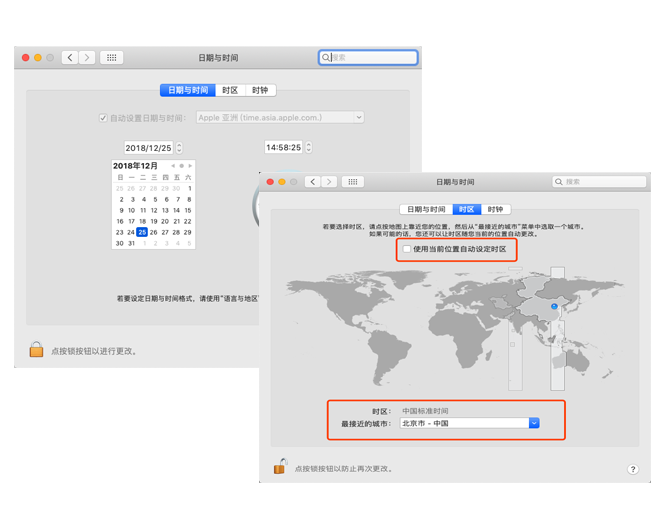 日期与时间
搜索
日期与时间 时区 时钟
自动设置日期与时间: Apple 亚洲 (time.asia.apple.com.)
2018/12/25
14:58:25
2018年12月
日 一 二 三 四 五 六
25 26 27 28 29 30 1
2 3 4 5 6 7 8
9 10 11 12 13 14 15
16 17 18 19 20 21 22
23 24 25 26 27 28 29
30 31 1 2 3 4 5
若要设定日期与时间格式，请使用“语言与地区”
点按锁按钮以进行更改。
日期与时间
搜索
日期与时间 时区 时钟
若要选择时区，请点按地图上靠近您的位置，然后从“最接近的城市”菜单中选取一个城市。
如果可能的话，您还可以让时区随您当前的位置自动更改。
使用当前位置自动设定时区
时区: 中国标准时间
最接近的城市: 北京市 - 中国
点按锁按钮以防止再次更改。
?